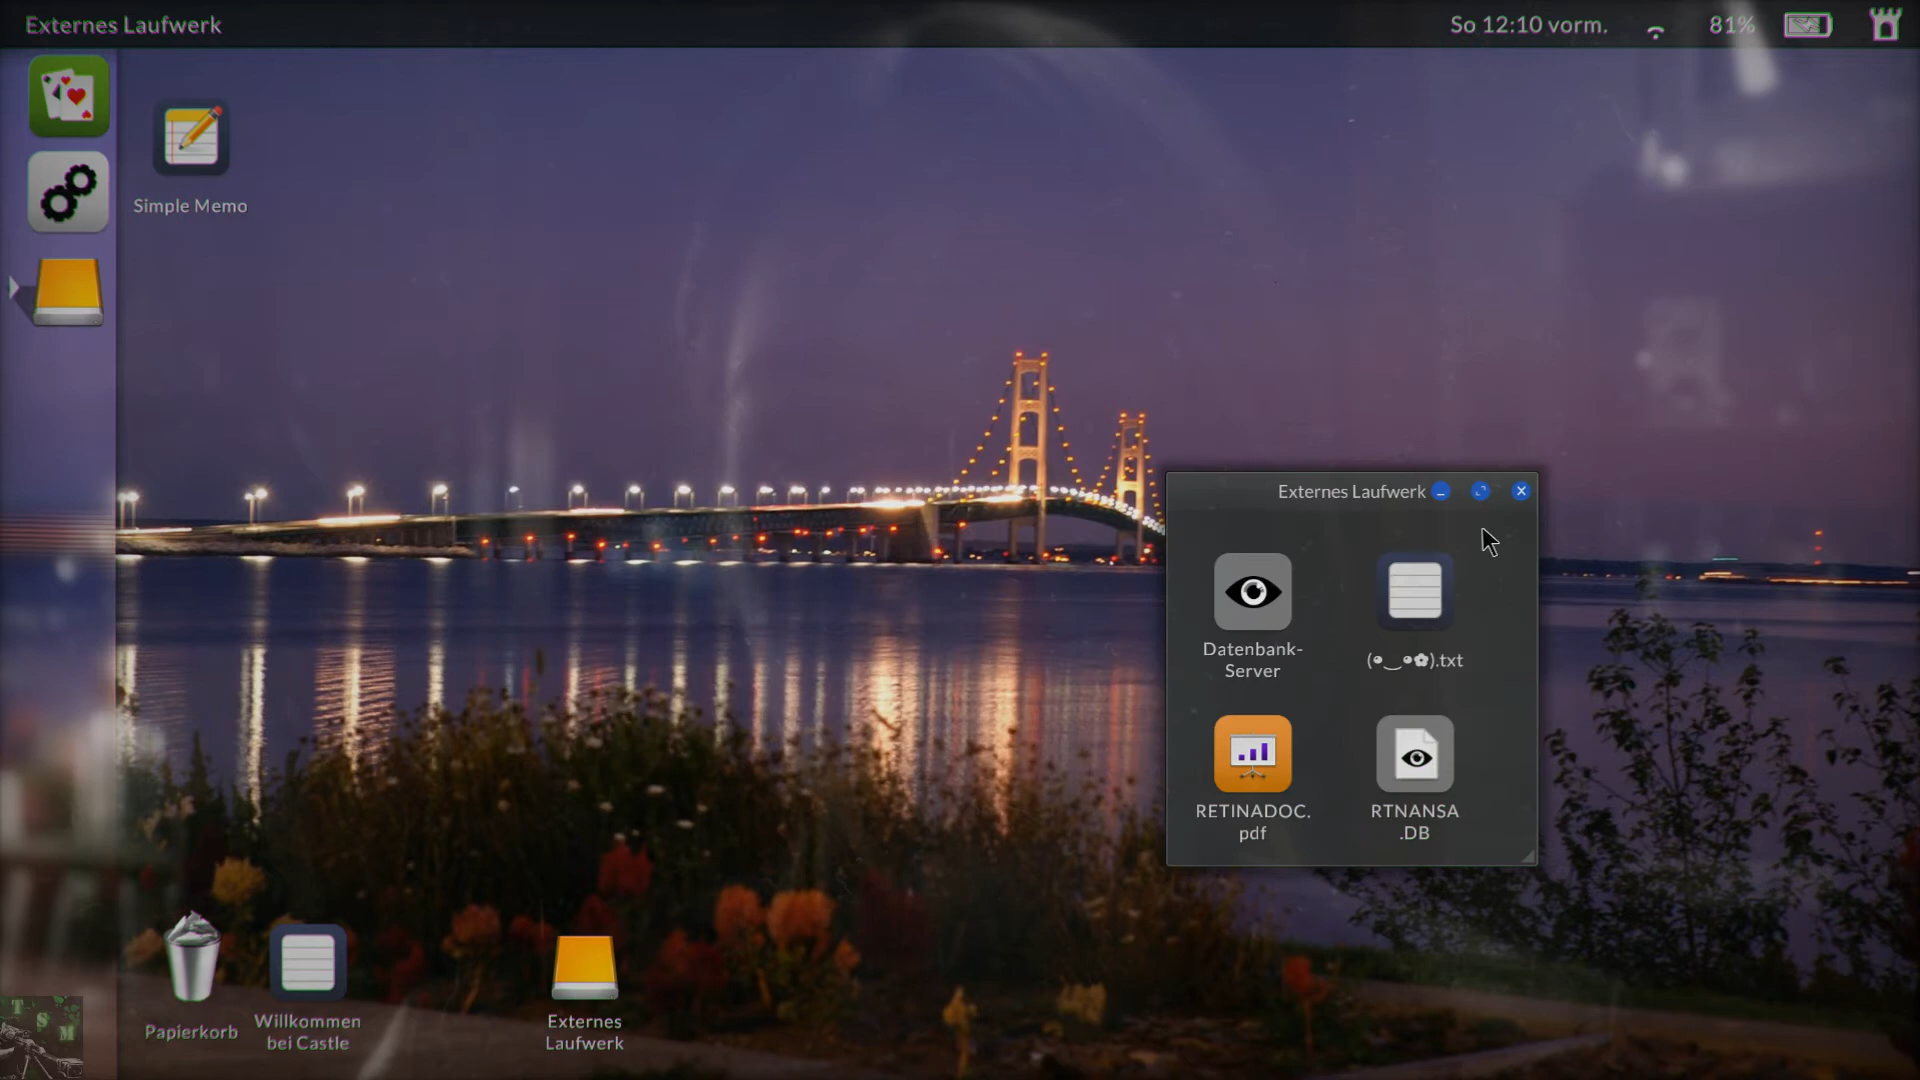 Externes Laufwerk
So 12:10 vorm.
81%
Simple Memo
Externes Laufwerk
Datenbank-
Server
(•‿•✿).txt
RETINADOC.
pdf
RTNANSA
.DB
Papierkorb
Willkommen
bei Castle
Externes
Laufwerk
T S M